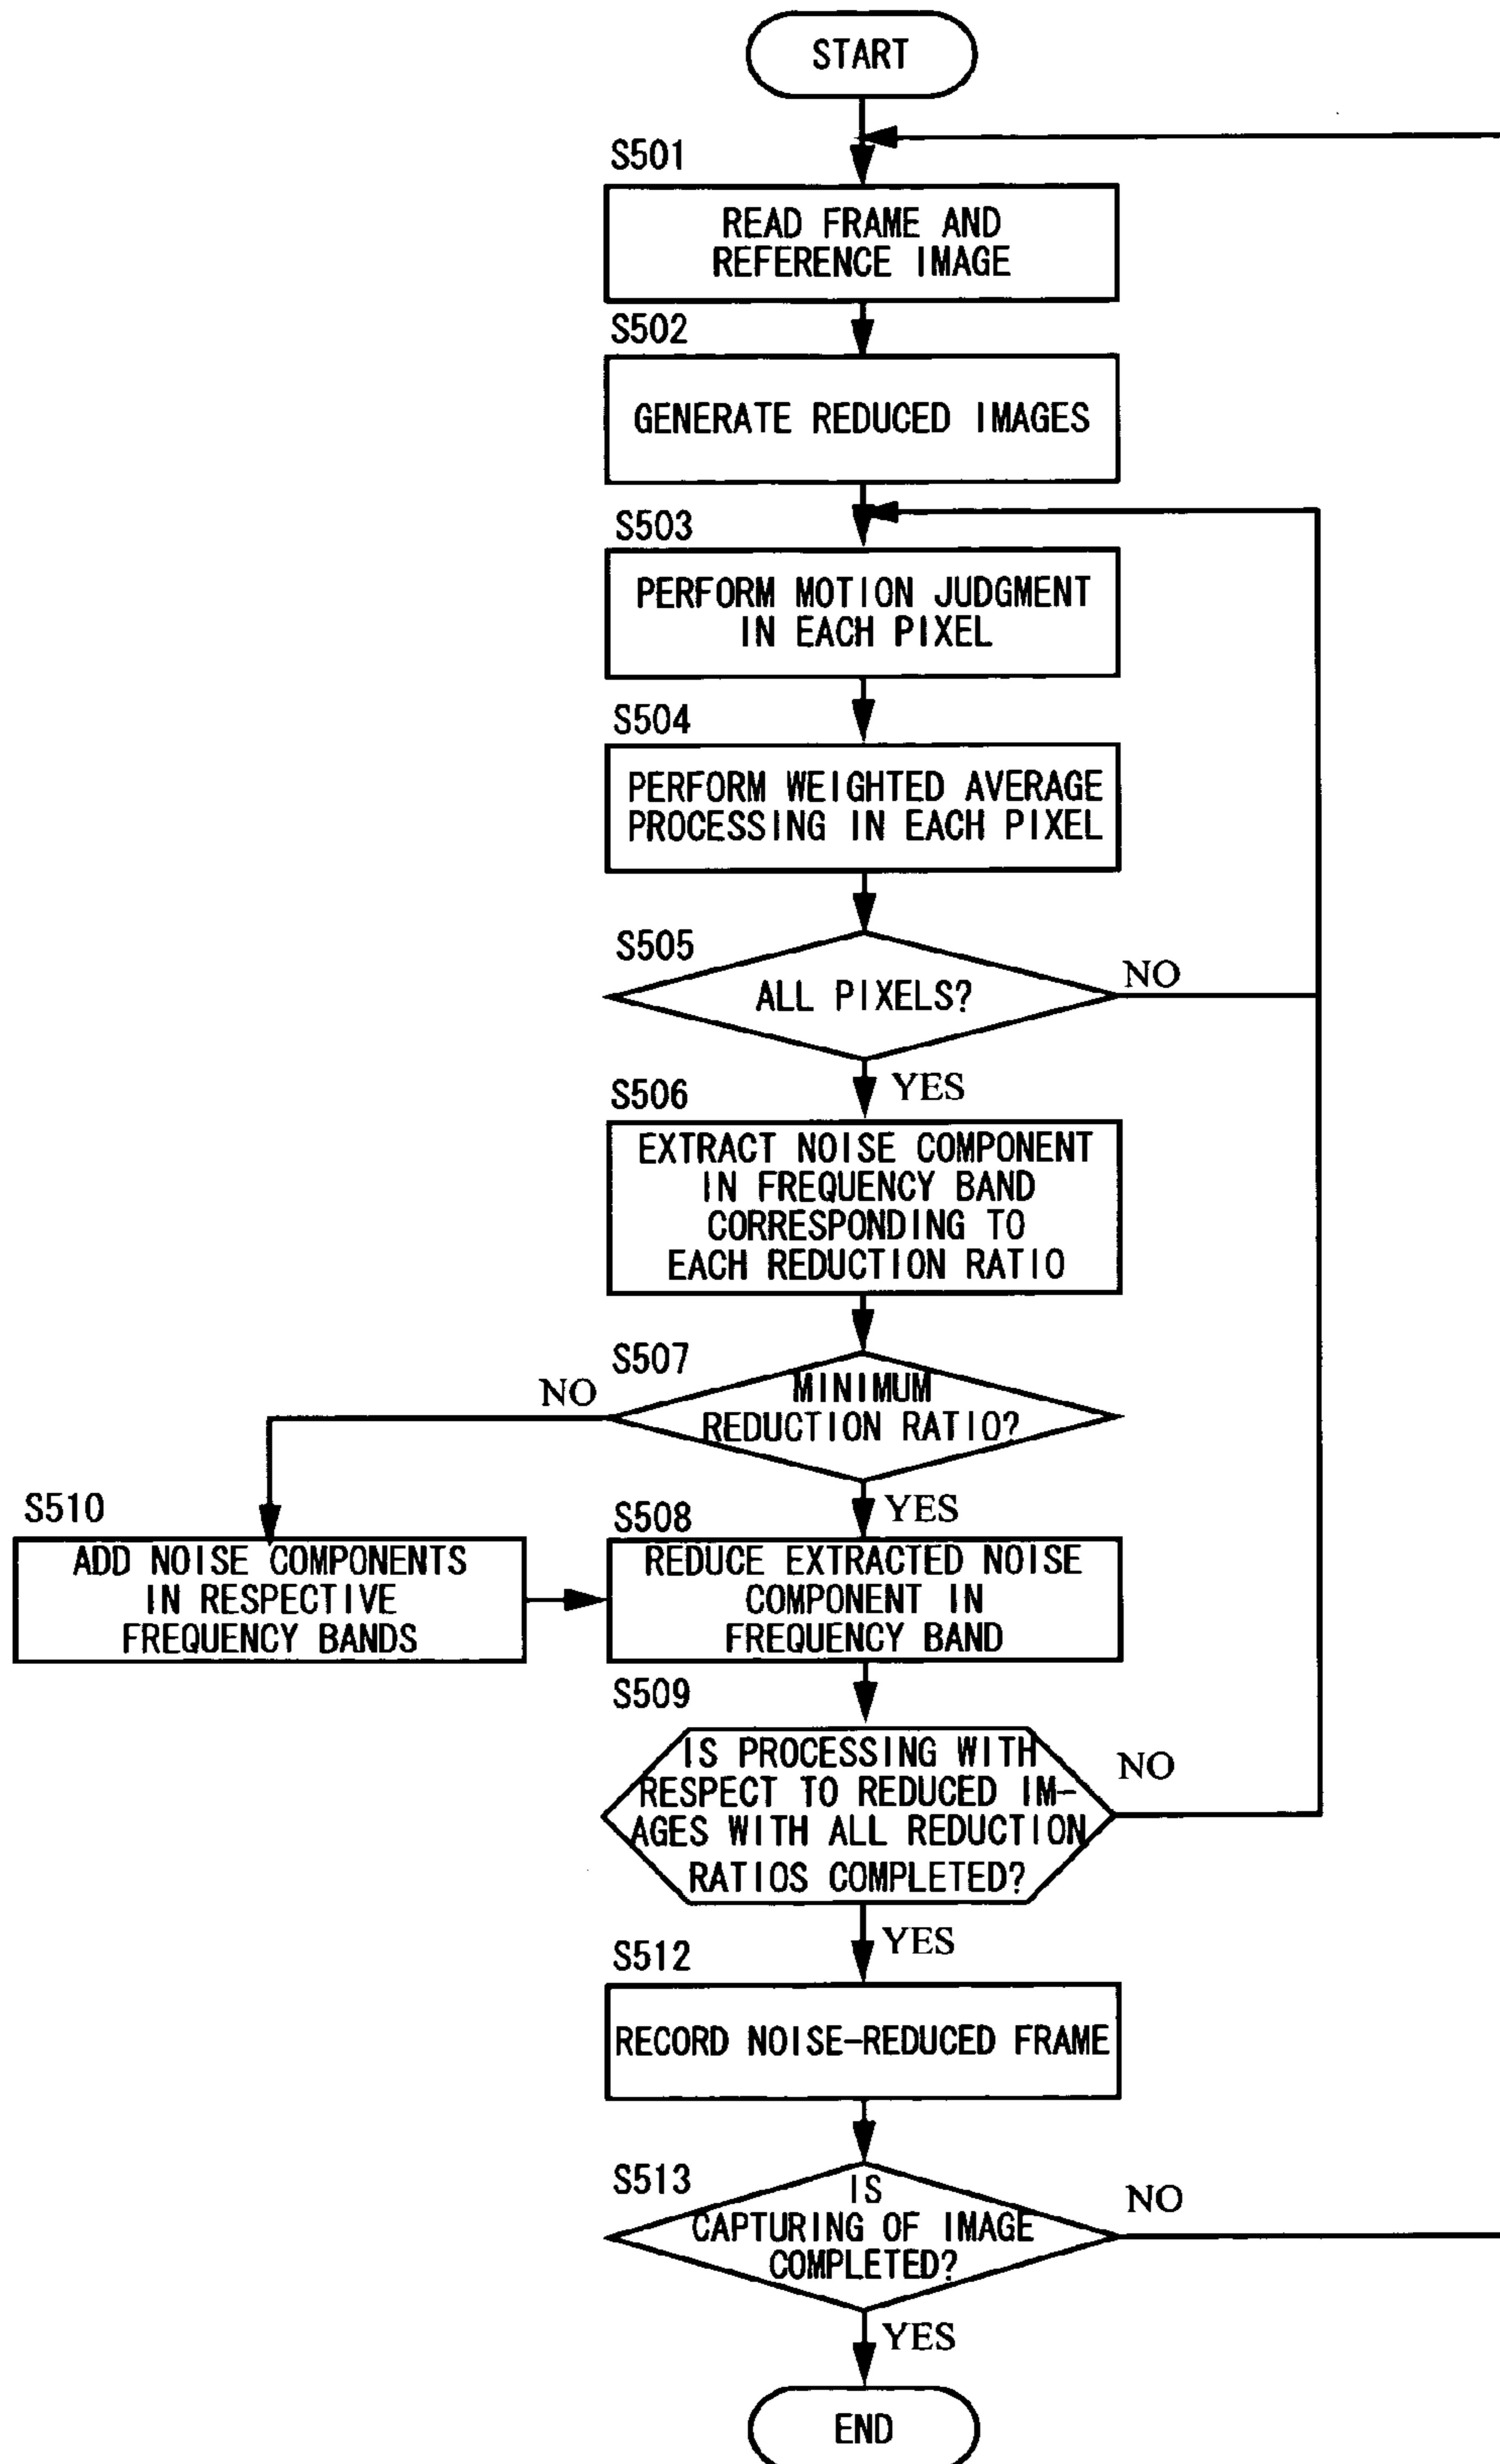 START
S501
READ FRAME AND
REFERENCE IMAGE
S502
GENERATE REDUCED IMAGES
S503
PERFORM MOTION JUDGMENT
IN EACH PIXEL
S504
PERFORM WEIGHTED AVERAGE
PROCESSING IN EACH PIXEL
S505
ALL PIXELS?
NO
YES
S506
EXTRACT NOISE COMPONENT
IN FREQUENCY BAND
CORRESPONDING TO
EACH REDUCTION RATIO
S507
MINIMUM
REDUCTION RATIO?
NO
YES
S510
ADD NOISE COMPONENTS
IN RESPECTIVE
FREQUENCY BANDS
S508
REDUCE EXTRACTED NOISE
COMPONENT IN
FREQUENCY BAND
S509
IS PROCESSING WITH
RESPECT TO REDUCED IM-
AGES WITH ALL REDUCTION
RATIOS COMPLETED?
NO
YES
S512
RECORD NOISE-REDUCED FRAME
S513
IS
CAPTURING OF IMAGE
COMPLETED?
NO
YES
END